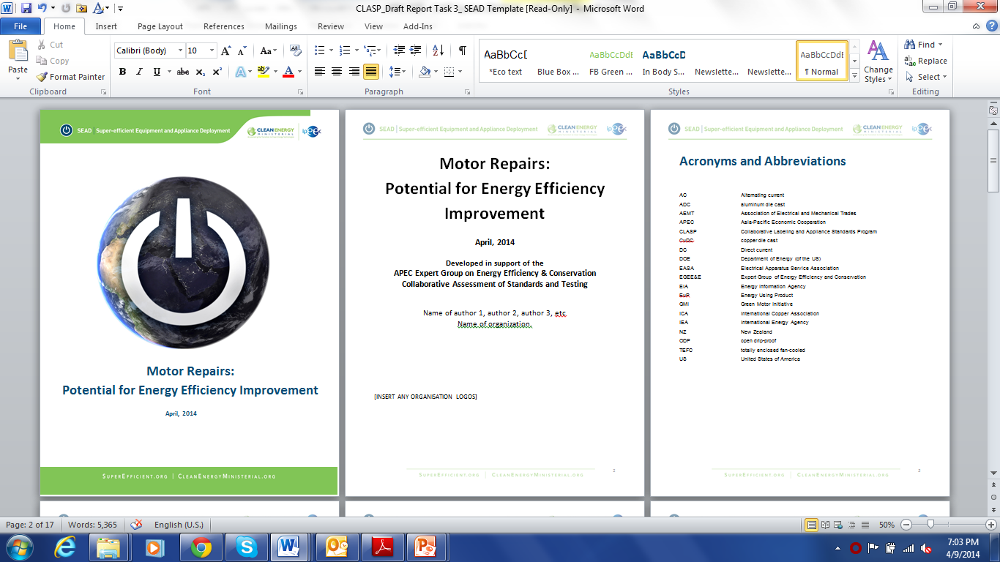 CLASP_Draft Report Task 3_ SEAD Template [Read-Only] - Microsoft Word
File Home Insert Page Layout References Mailings Review View Add-Ins
Paste
Cut
Copy
Format Painter
Clipboard
Calibri (Body) 10
Font
Paragraph
AaBbCcI AaBbCcDdE AaBbCcD AaBbCcDdE
*Eco text Blue Box ... FB Green ... In Body S... Newslette... Newslette... ¶ Normal
Change Styles
Styles
Find
Replace
Select
Editing
SEAD | Super-efficient Equipment and Appliance Deployment
CLEAN ENERGY
MINISTERIAL
ipeec
Motor Repairs:
Potential for Energy Efficiency Improvement
April, 2014
SUPEREFFICIENT.ORG | CLEANENERGYMINISTERIAL.ORG
SEAD | Super-efficient Equipment and Appliance Deployment
CLEAN ENERGY
MINISTERIAL
ipeec
Motor Repairs:
Potential for Energy Efficiency
Improvement
April, 2014
Developed in support of the
APEC Expert Group on Energy Efficiency & Conservation
Collaborative Assessment of Standards and Testing
Name of author 1, author 2, author 3, etc.
Name of organization.
[INSERT ANY ORGANISATION LOGOS]
SUPEREFFICIENT.ORG | CLEANENERGYMINISTERIAL.ORG 2
SEAD | Super-efficient Equipment and Appliance Deployment
CLEAN ENERGY
MINISTERIAL
ipeec
Acronyms and Abbreviations
AC Alternating current
ADC aluminum die cast
AEMT Association of Electrical and Mechanical Trades
APEC Asia-Pacific Economic Cooperation
CLASP Collaborative Labeling and Appliance Standards Program
CuDC copper die cast
DC Direct current
DOE Department of Energy (of the US)
EASA Electrical Apparatus Service Association
EGEE&E Expert Group of Energy Efficiency and Conservation
EIA Energy Information Agency
EuR Energy Using Product
GMI Green Motor Initiative
ICA International Copper Association
IEA International Energy Agency
NZ New Zealand
ODP open drip-proof
TEFC totally enclosed fan-cooled
US United States of America
SUPEREFFICIENT.ORG | CLEANENERGYMINISTERIAL.ORG 3
Page: 2 of 17 Words: 5,365 English (U.S.) 50%
7:03 PM
4/9/2014